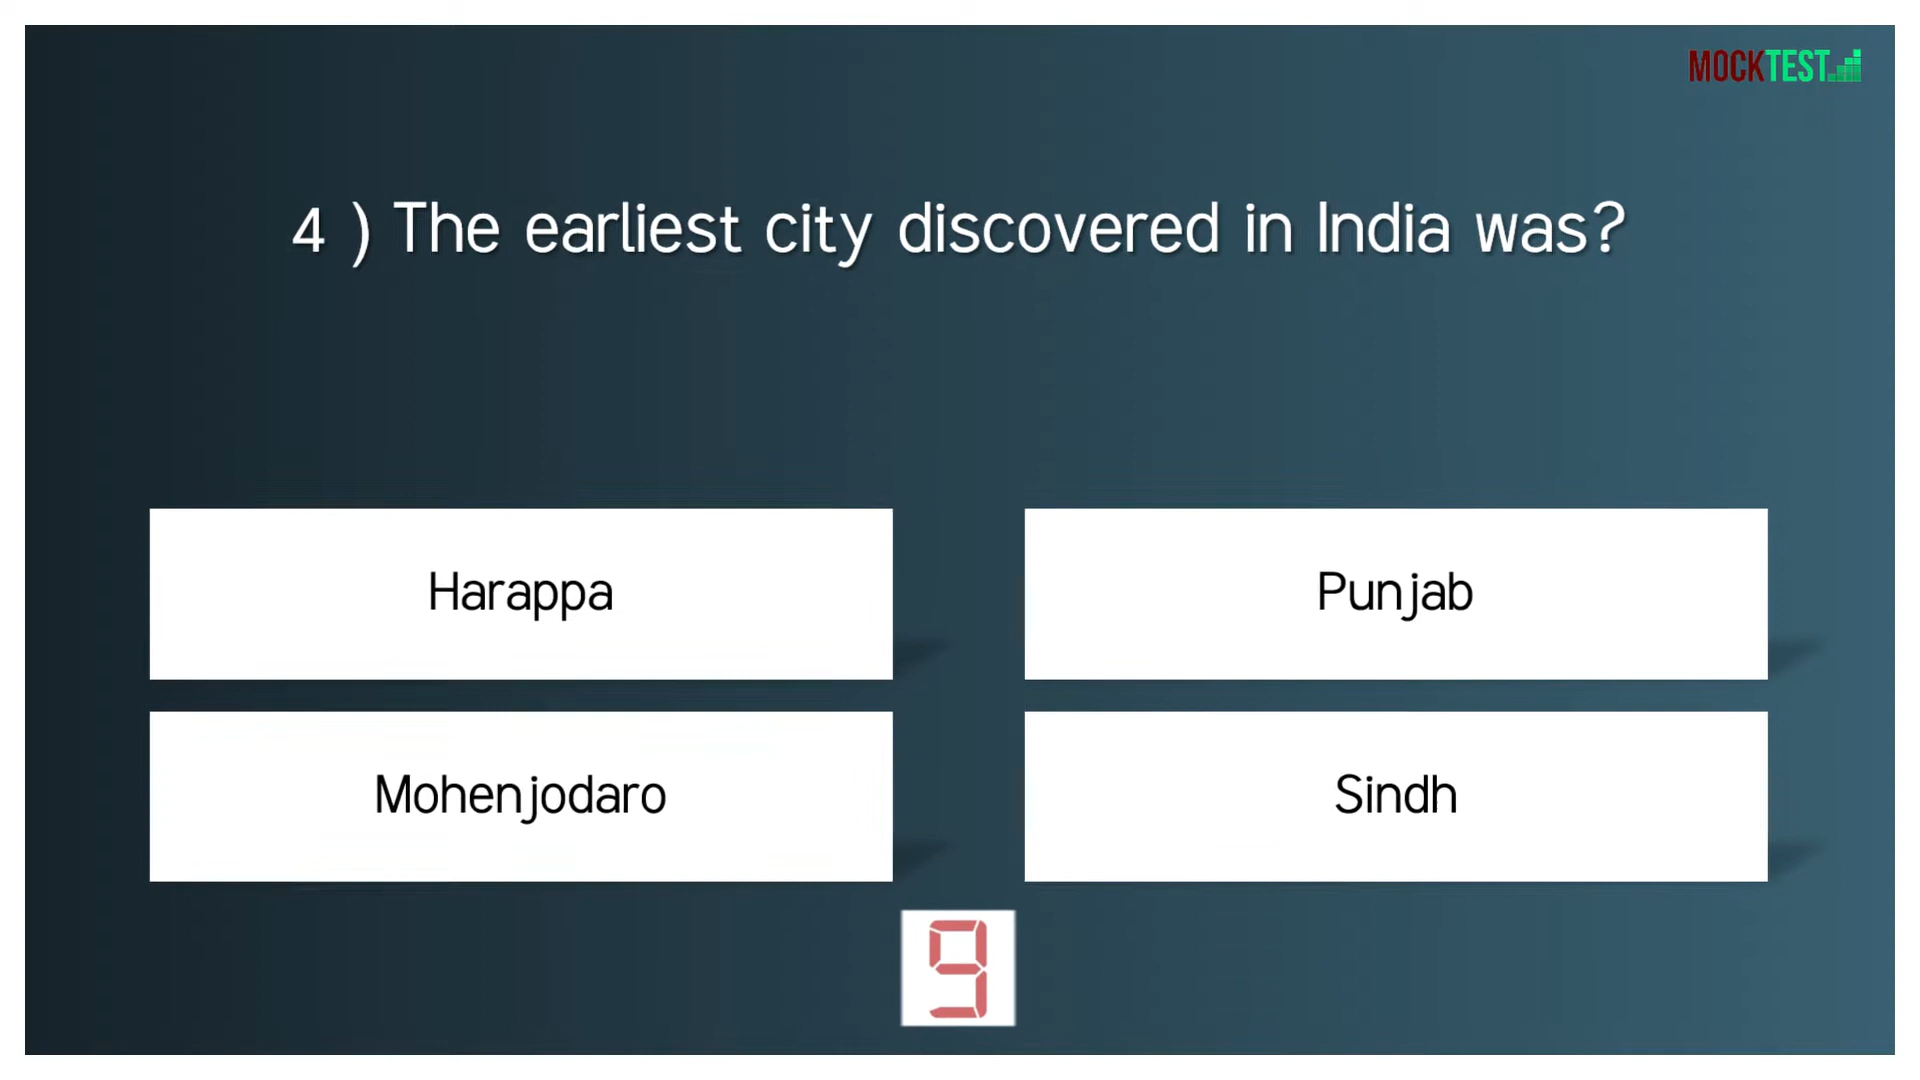 MOCKTEST
4 ) The earliest city discovered in India was?
Harappa
Punjab
Mohenjodaro
Sindh
9